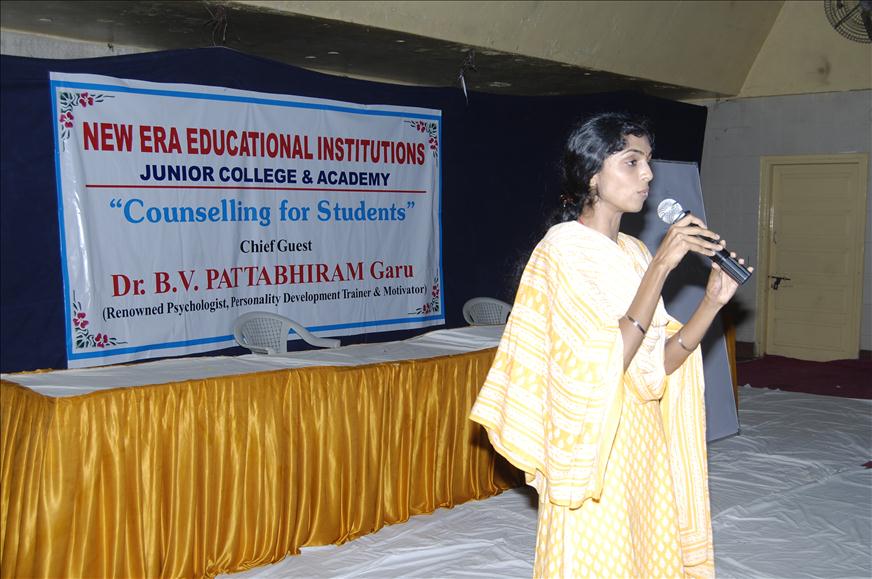 NEW ERA EDUCATIONAL INSTITUTIONS
JUNIOR COLLEGE & ACADEMY
"Counselling for Students"
Chief Guest
Dr. B.V. PATTABHIRAM Garu
(Renowned Psychologist, Personality Development Trainer & Motivator)